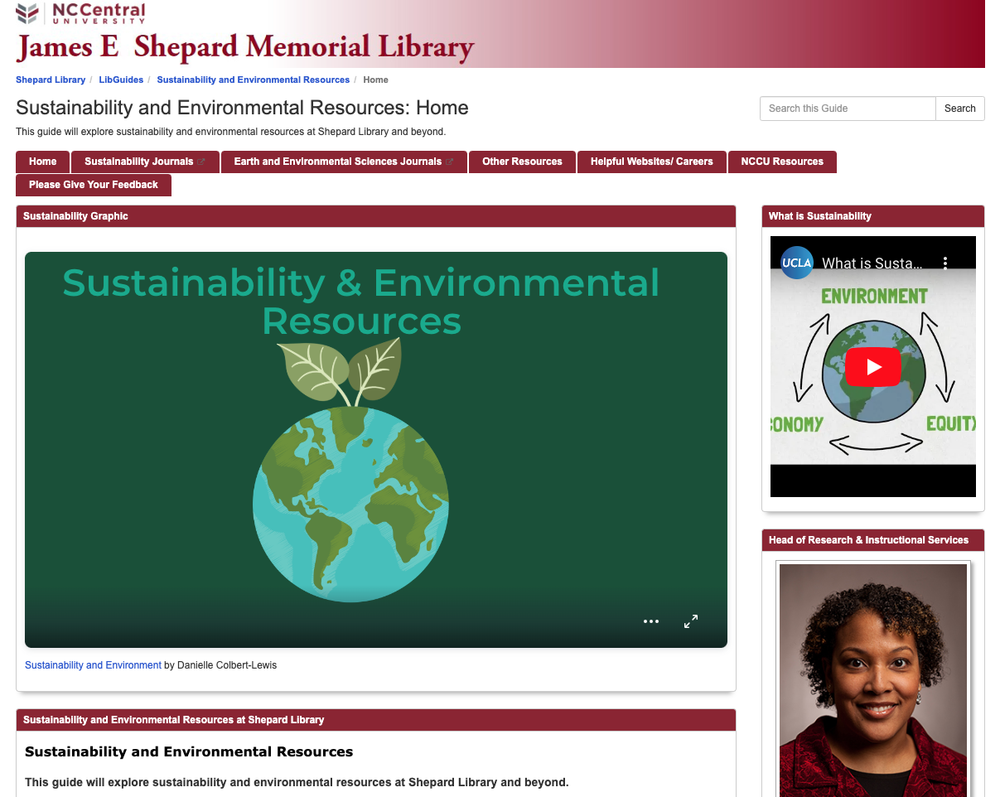 NCCentral
UNIVERSITY
James E Shepard Memorial Library
Shepard Library / LibGuides / Sustainability and Environmental Resources / Home
Sustainability and Environmental Resources: Home
Search this Guide Search
This guide will explore sustainability and environmental resources at Shepard Library and beyond.
Home Sustainability Journals Earth and Environmental Sciences Journals Other Resources Helpful Websites/ Careers NCCU Resources
Please Give Your Feedback
Sustainability Graphic
Sustainability & Environmental
Resources
Sustainability and Environment by Danielle Colbert-Lewis
Sustainability and Environmental Resources at Shepard Library
Sustainability and Environmental Resources
This guide will explore sustainability and environmental resources at Shepard Library and beyond.
What is Sustainability
UCLA What is Susta...
ENVIRONMENT
CONOMY EQUITY
Head of Research & Instructional Services